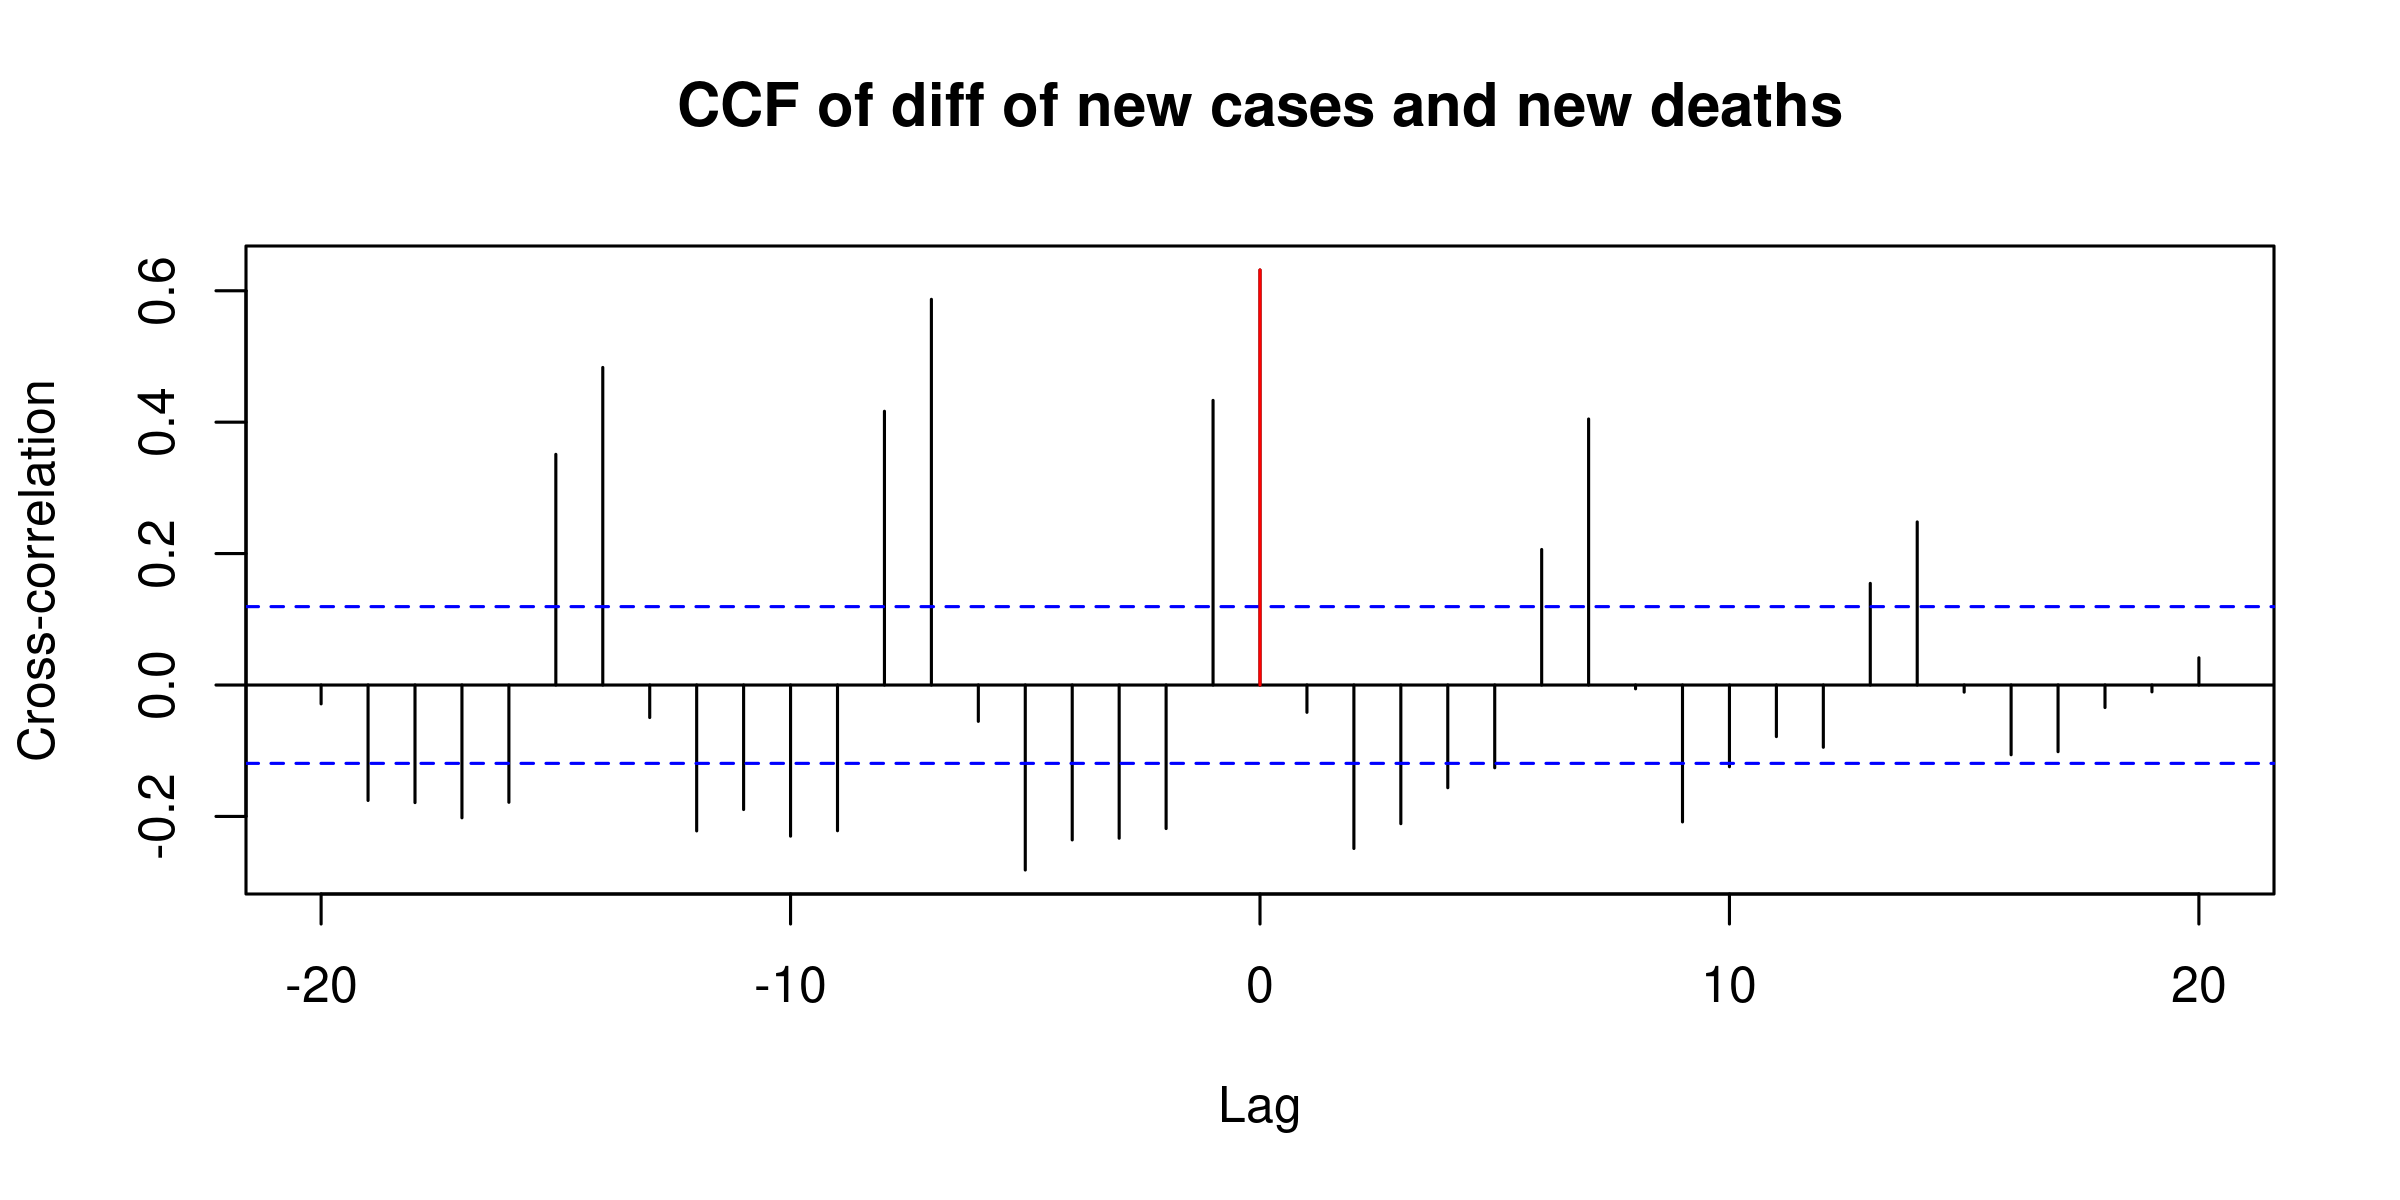 CCF of diff of new cases and new deaths
Cross-correlation
0.6
0.4
0.2
0.0
-0.2
-20 -10 0 10 20
Lag